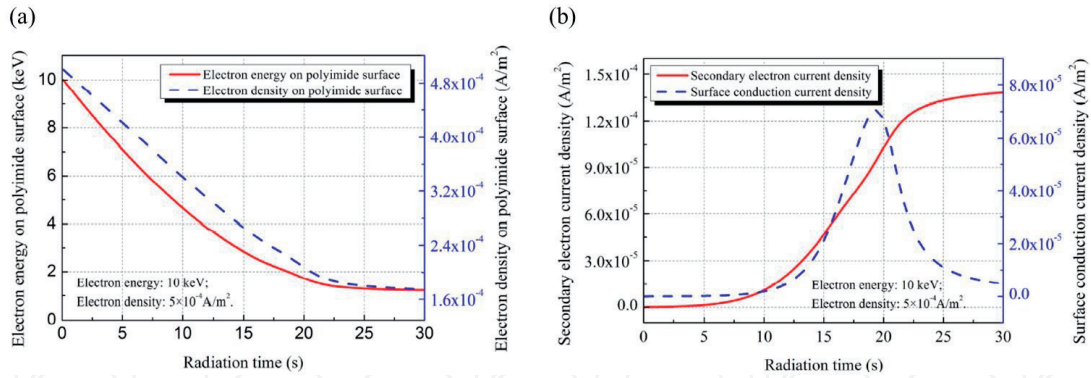 (a)
Electron energy on polyimide surface (keV)
10
8
6
4
2
0
Electron energy on polyimide surface
Electron density on polyimide surface
4.8x10⁻⁴
4.0x10⁻⁴
3.2x10⁻⁴
2.4x10⁻⁴
1.6x10⁻⁴
Electron density on polyimide surface (A/m²)
Electron energy: 10 keV;
Electron density: 5×10⁻⁴A/m².
0 5 10 15 20 25 30
Radiation time (s)
(b)
Secondary electron current density (A/m²)
1.5x10⁻⁴
1.2x10⁻⁴
9.0x10⁻⁵
6.0x10⁻⁵
3.0x10⁻⁵
0.0
Secondary electron current density
Surface conduction current density
8.0x10⁻⁵
6.0x10⁻⁵
4.0x10⁻⁵
2.0x10⁻⁵
0.0
Surface conduction current density (A/m²)
Electron energy: 10 keV;
Electron density: 5×10⁻⁴A/m².
0 5 10 15 20 25 30
Radiation time (s)